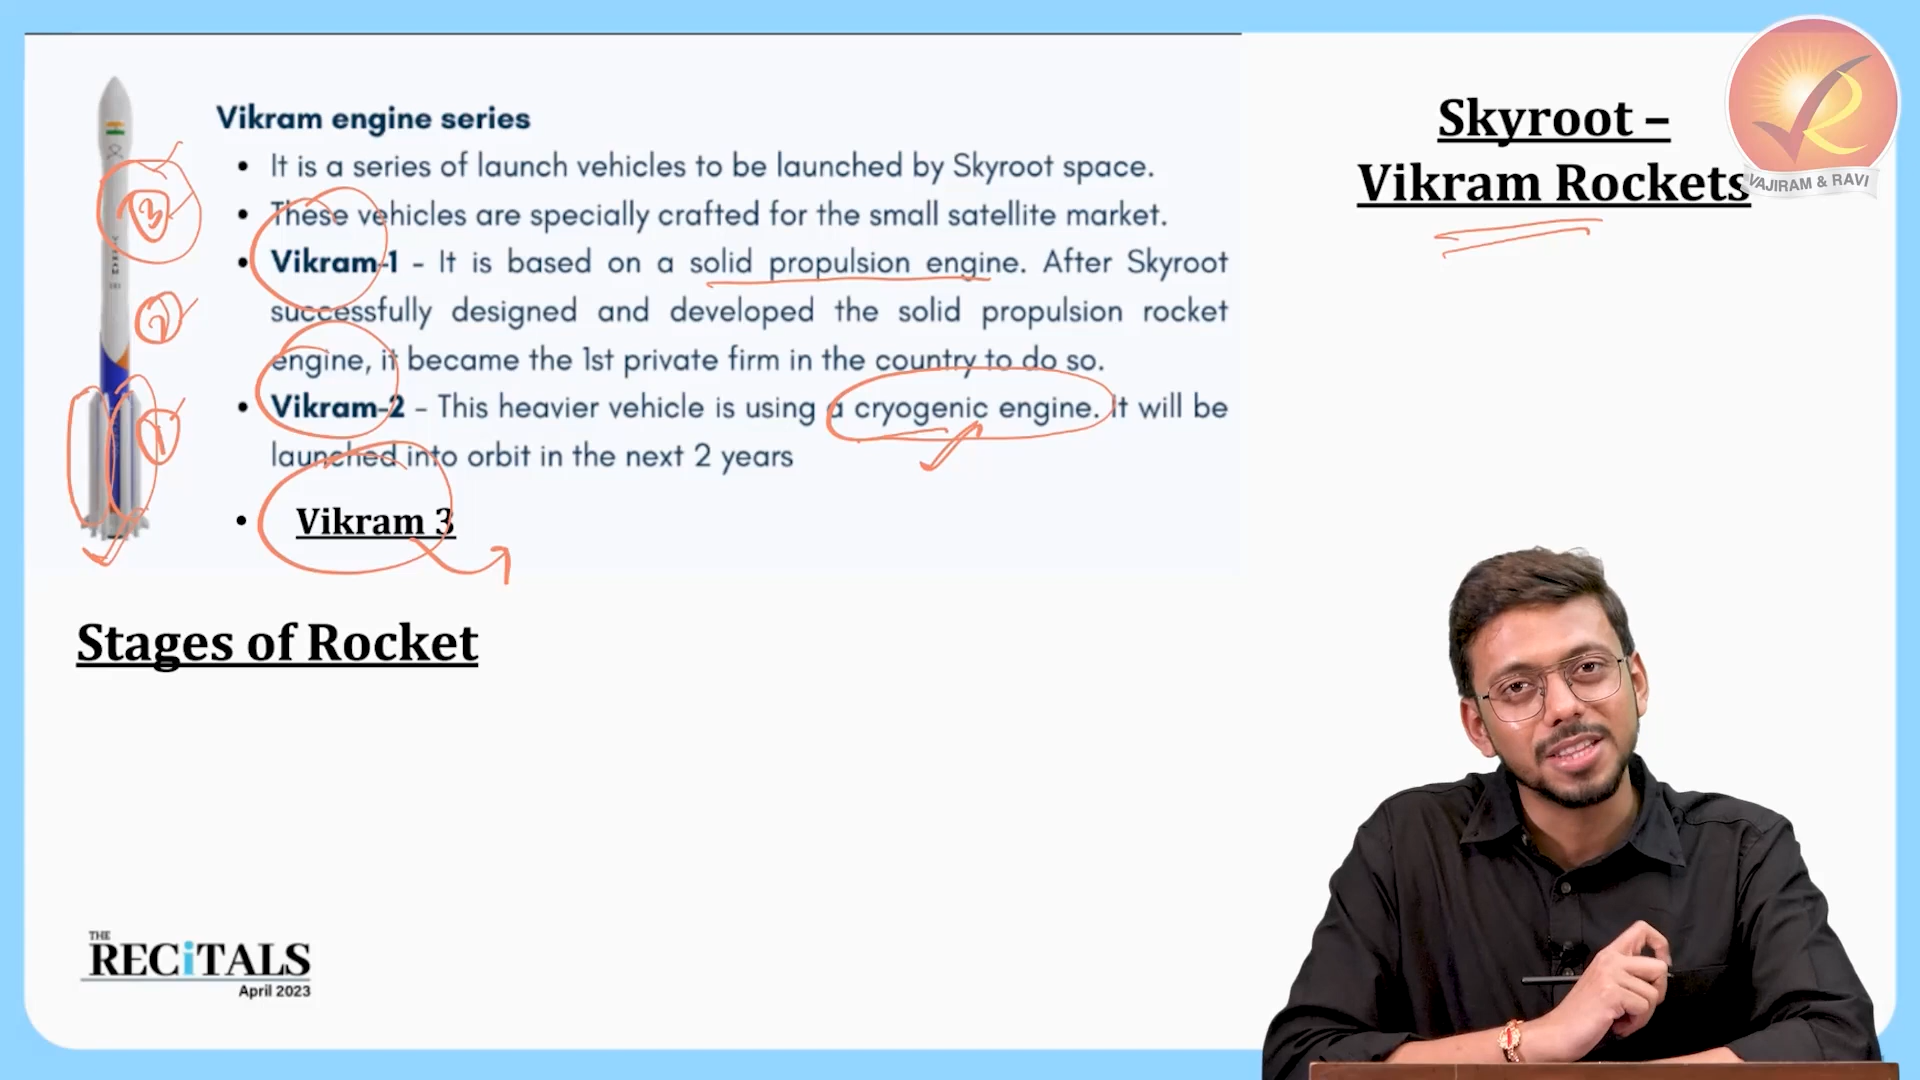 Vikram engine series
• It is a series of launch vehicles to be launched by Skyroot space.
• These vehicles are specially crafted for the small satellite market.
• Vikram-1 - It is based on a solid propulsion engine. After Skyroot
successfully designed and developed the solid propulsion rocket
engine, it became the 1st private firm in the country to do so.
• Vikram-2 - This heavier vehicle is using a cryogenic engine. It will be
launched into orbit in the next 2 years
• Vikram 3
3
2
1
Skyroot –
Vikram Rockets
VAJIRAM & RAVI
Stages of Rocket
THE
RECiTALS
April 2023